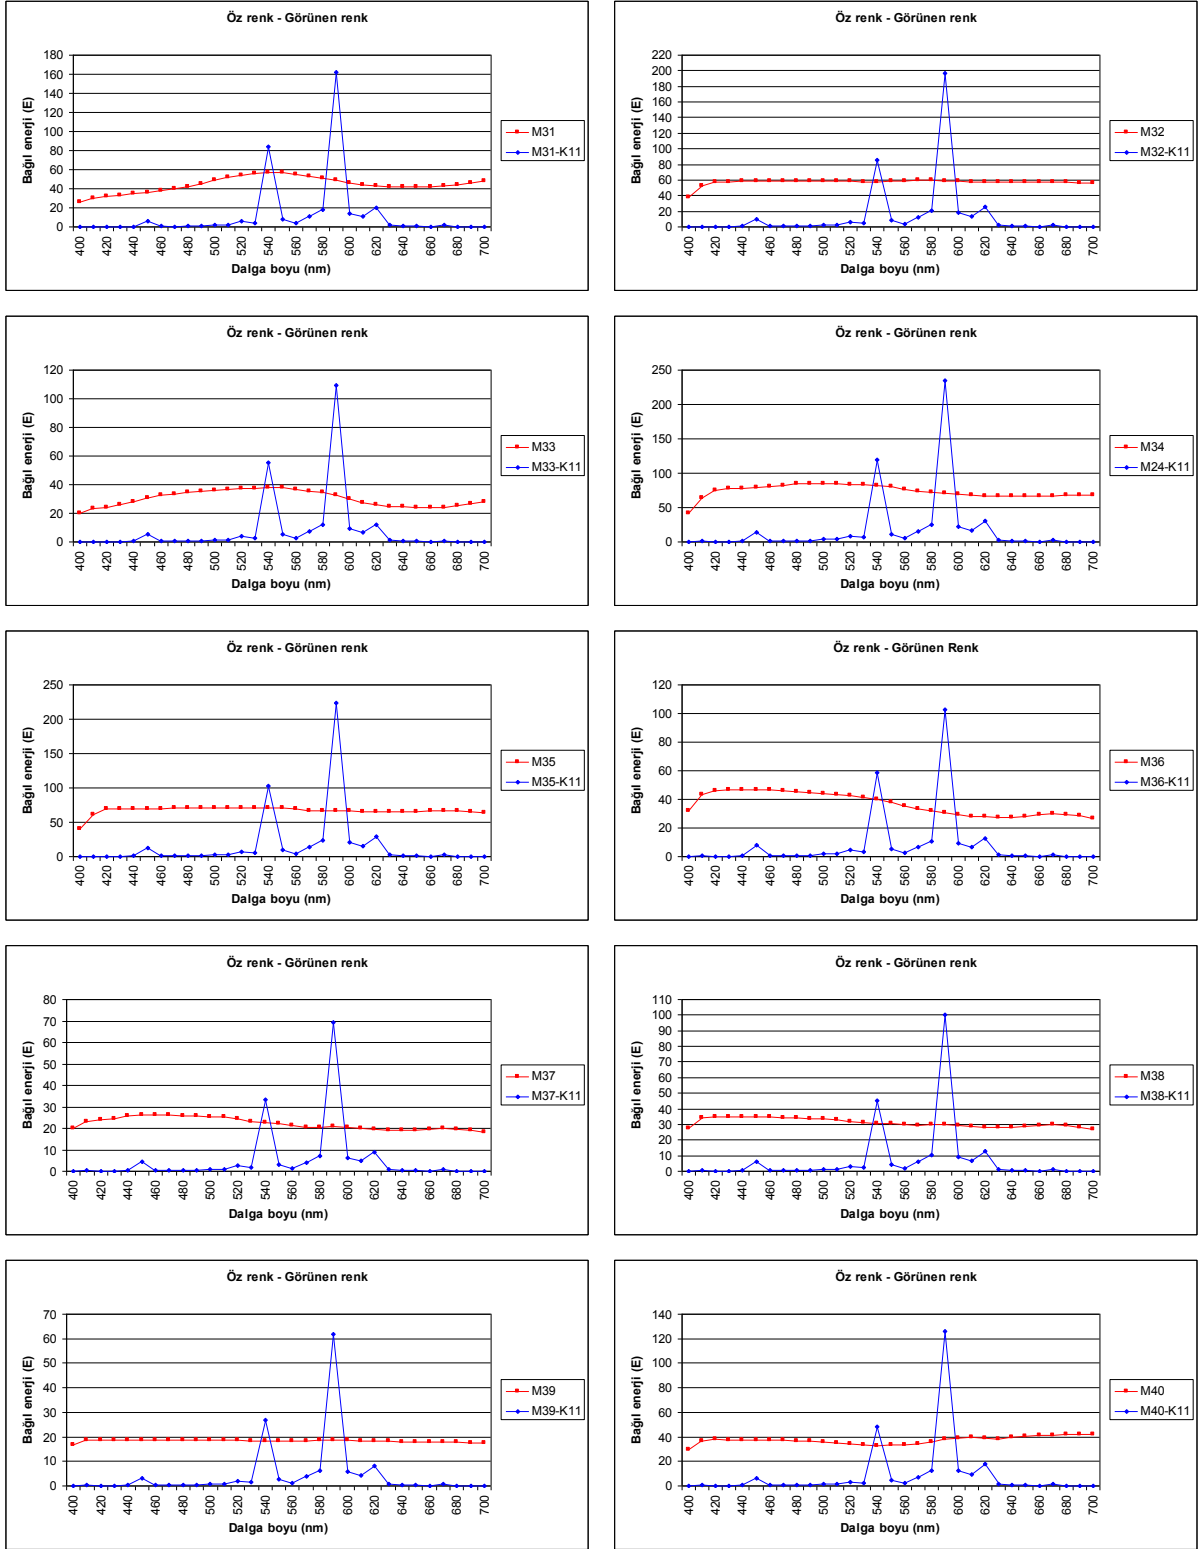 Öz renk - Görünen renk
180
160
140
120
100
80
60
40
20
0
Bağıl enerji (E)
400 420 440 460 480 500 520 540 560 580 600 620 640 660 680 700
Dalga boyu (nm)
M31
M31-K11
Öz renk - Görünen renk
220
200
180
160
140
120
100
80
60
40
20
0
Bağıl enerji (E)
400 420 440 460 480 500 520 540 560 580 600 620 640 660 680 700
Dalga boyu (nm)
M32
M32-K11
Öz renk - Görünen renk
120
100
80
60
40
20
0
Bağıl enerji (E)
400 420 440 460 480 500 520 540 560 580 600 620 640 660 680 700
Dalga boyu (nm)
M33
M33-K11
Öz renk - Görünen renk
250
200
150
100
50
0
Bağıl enerji (E)
400 420 440 460 480 500 520 540 560 580 600 620 640 660 680 700
Dalga boyu (nm)
M34
M24-K11
Öz renk - Görünen renk
250
200
150
100
50
0
Bağıl enerji (E)
400 420 440 460 480 500 520 540 560 580 600 620 640 660 680 700
Dalga boyu (nm)
M35
M35-K11
Öz renk - Görünen Renk
120
100
80
60
40
20
0
Bağıl enerji (E)
400 420 440 460 480 500 520 540 560 580 600 620 640 660 680 700
Dalga boyu (nm)
M36
M36-K11
Öz renk - Görünen renk
80
70
60
50
40
30
20
10
0
Bağıl enerji (E)
400 420 440 460 480 500 520 540 560 580 600 620 640 660 680 700
Dalga boyu (nm)
M37
M37-K11
Öz renk - Görünen renk
110
100
90
80
70
60
50
40
30
20
10
0
Bağıl enerji (E)
400 420 440 460 480 500 520 540 560 580 600 620 640 660 680 700
Dalga boyu (nm)
M38
M38-K11
Öz renk - Görünen renk
70
60
50
40
30
20
10
0
Bağıl enerji (E)
400 420 440 460 480 500 520 540 560 580 600 620 640 660 680 700
Dalga boyu (nm)
M39
M39-K11
Öz renk - Görünen renk
140
120
100
80
60
40
20
0
Bağıl enerji (E)
400 420 440 460 480 500 520 540 560 580 600 620 640 660 680 700
Dalga boyu (nm)
M40
M40-K11